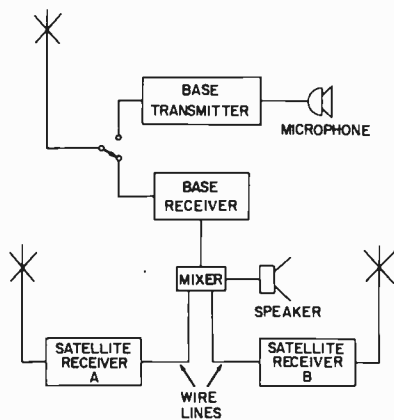 BASE
TRANSMITTER
MICROPHONE
BASE
RECEIVER
MIXER
SPEAKER
SATELLITE
RECEIVER
A
SATELLITE
RECEIVER
B
WIRE
LINES